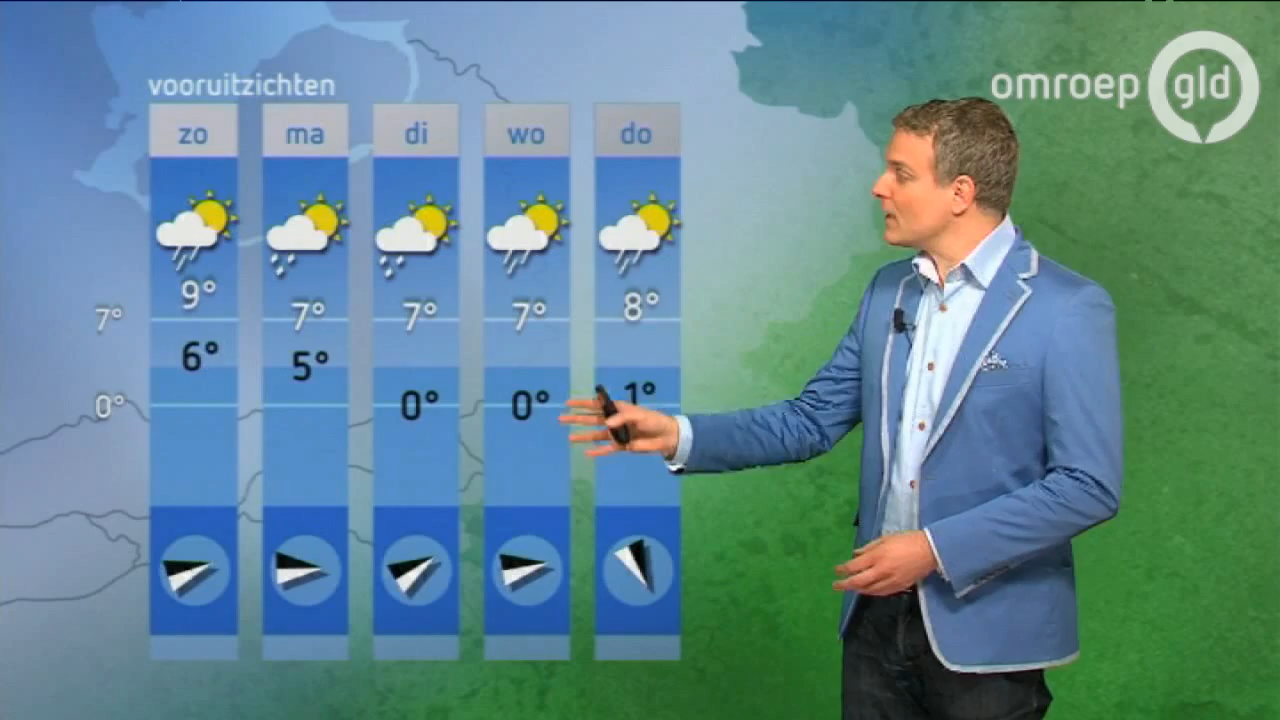 omroep gld
vooruitzichten
zo ma di wo do
9° 7° 7° 7° 8°
7°
6° 5° 0° 0° 1°
0°